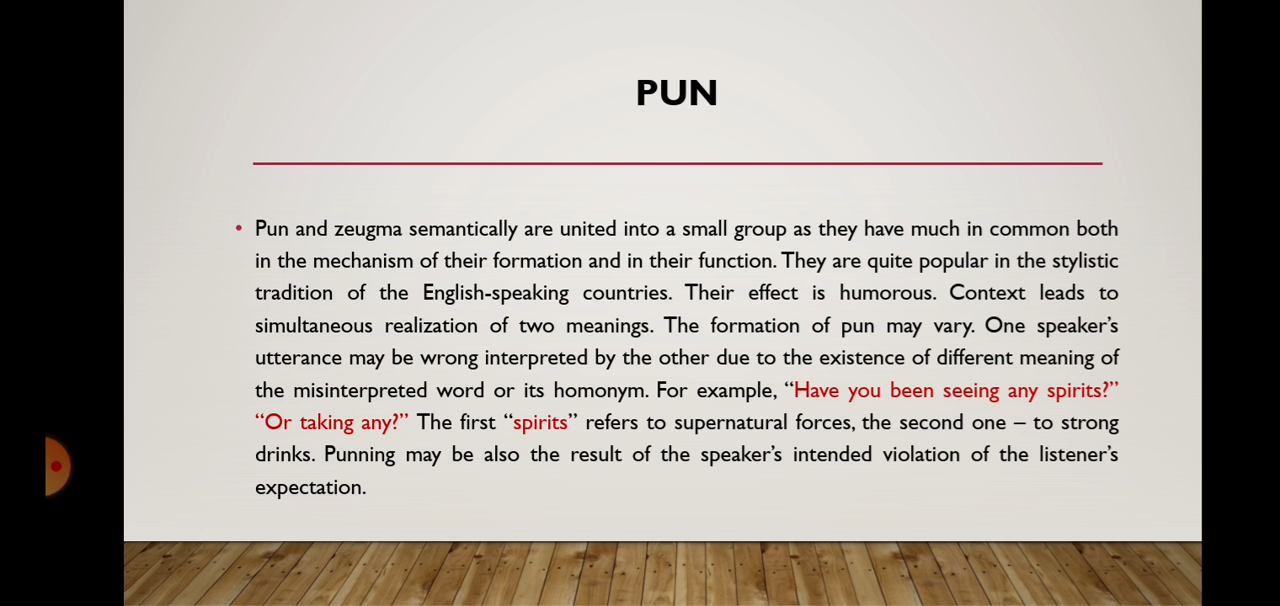 PUN
• Pun and zeugma semantically are united into a small group as they have much in common both
in the mechanism of their formation and in their function. They are quite popular in the stylistic
tradition of the English-speaking countries. Their effect is humorous. Context leads to
simultaneous realization of two meanings. The formation of pun may vary. One speaker’s
utterance may be wrong interpreted by the other due to the existence of different meaning of
the misinterpreted word or its homonym. For example, “Have you been seeing any spirits?”
“Or taking any?” The first “spirits” refers to supernatural forces, the second one – to strong
drinks. Punning may be also the result of the speaker’s intended violation of the listener’s
expectation.